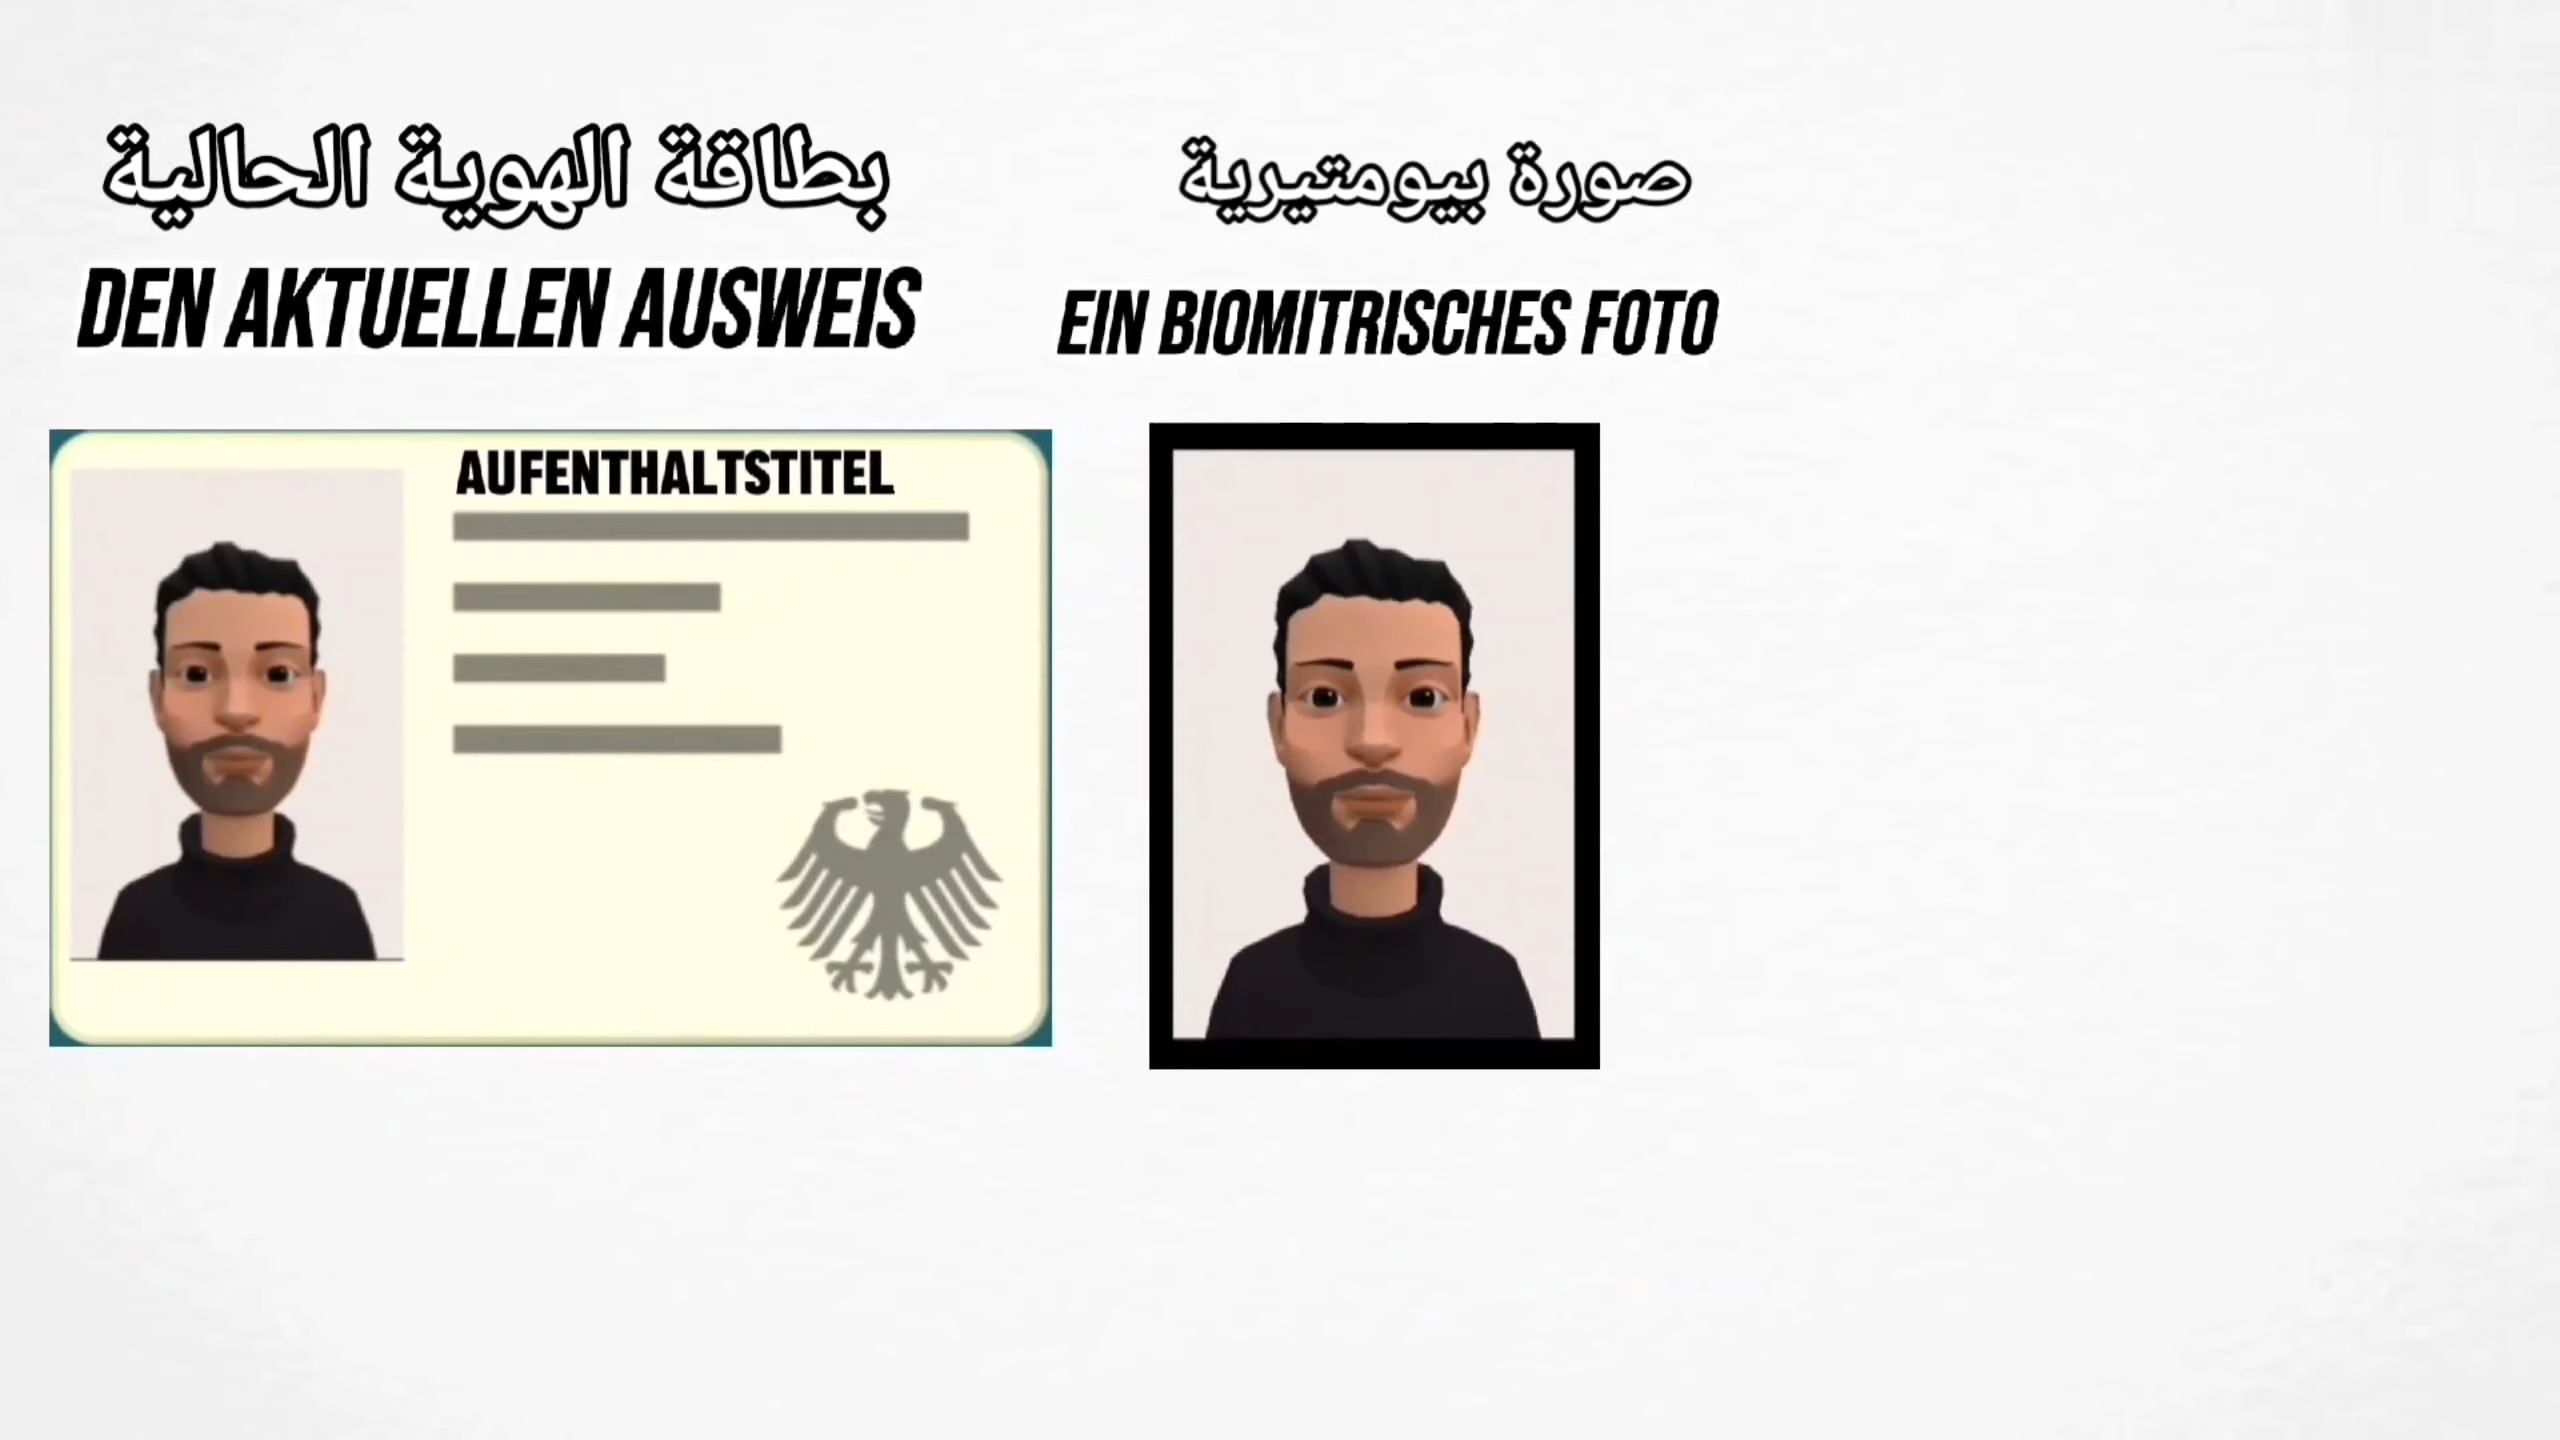 بطاقة الهوية الحالية
DEN AKTUELLEN AUSWEIS
AUFENTHALTSTITEL
صورة بيومتيرية
EIN BIOMITRISCHES FOTO